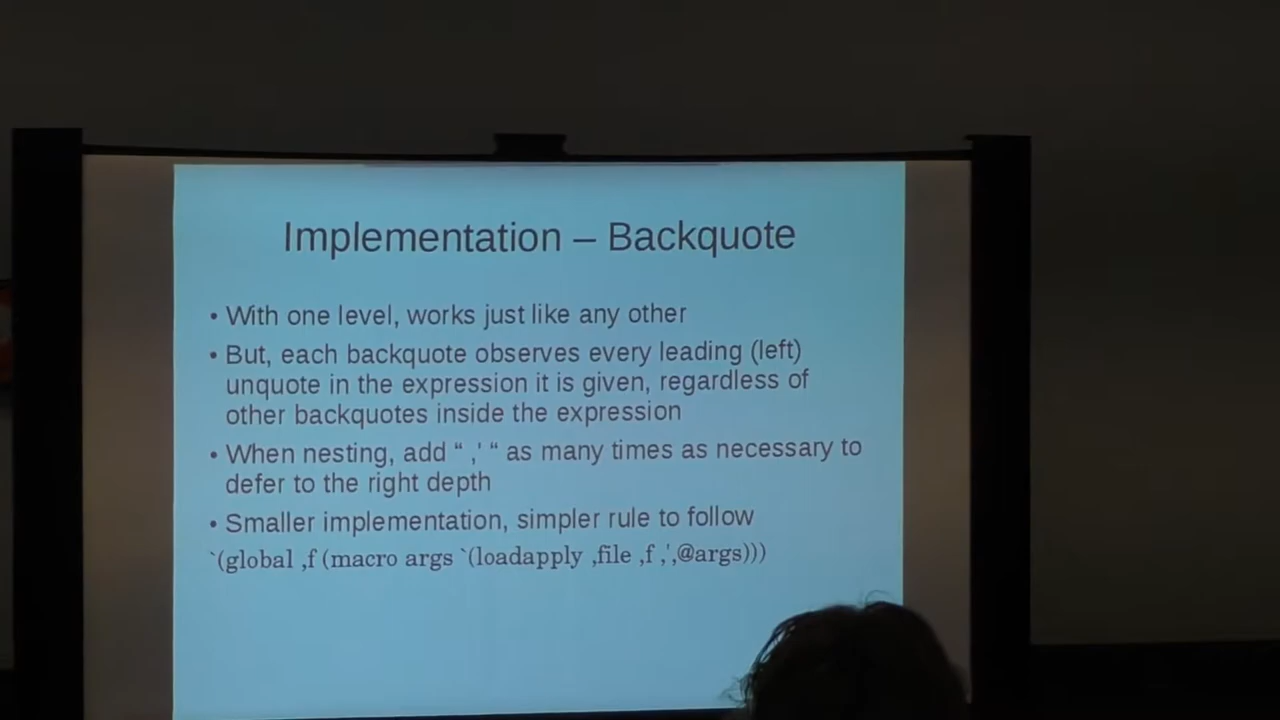 Implementation – Backquote
• With one level, works just like any other
• But, each backquote observes every leading (left)
unquote in the expression it is given, regardless of
other backquotes inside the expression
• When nesting, add “ ,' “ as many times as necessary to
defer to the right depth
• Smaller implementation, simpler rule to follow
`(global ,f (macro args `(loadapply ,file ,f ,',@args)))